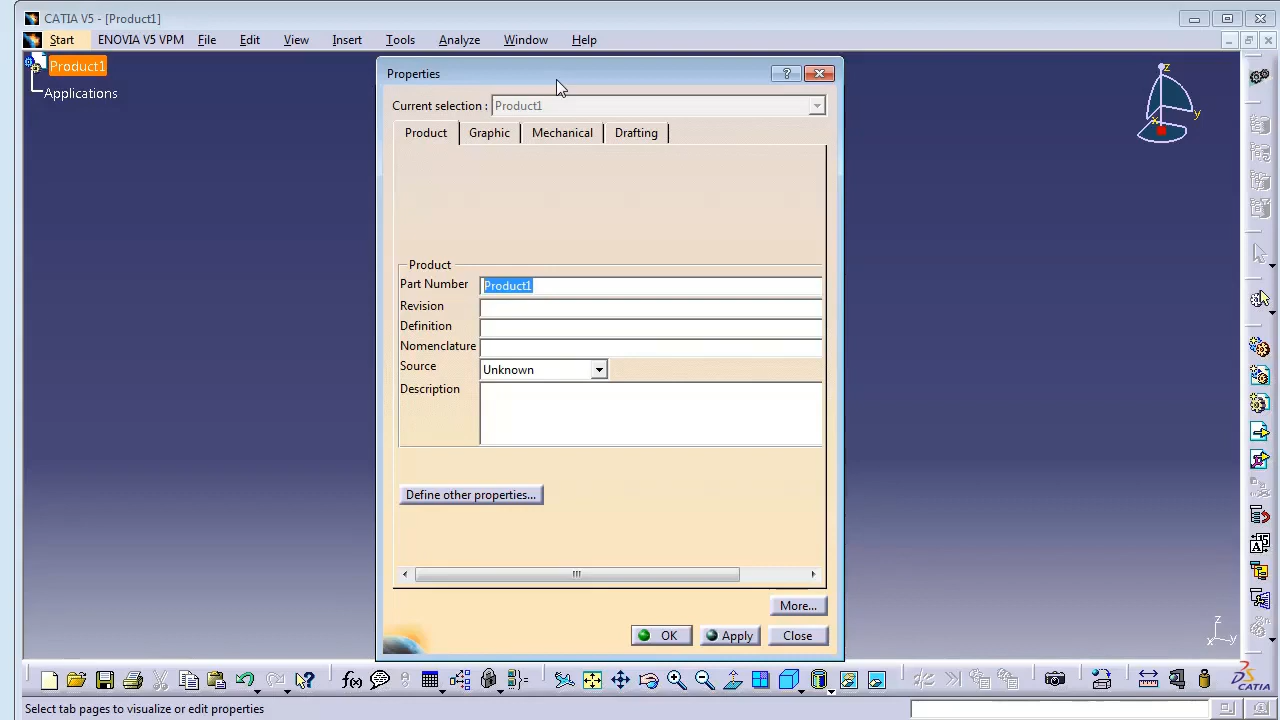 CATIA V5 - [Product1]
Start ENOVIA V5 VPM File Edit View Insert Tools Analyze Window Help
Product1
Applications
Properties
Current selection : Product1
Product Graphic Mechanical Drafting
Product
Part Number Product1
Revision
Definition
Nomenclature
Source Unknown
Description
Define other properties...
More...
OK Apply Close
z
y
x
z
x y
f(x)
CATIA
Select tab pages to visualize or edit properties